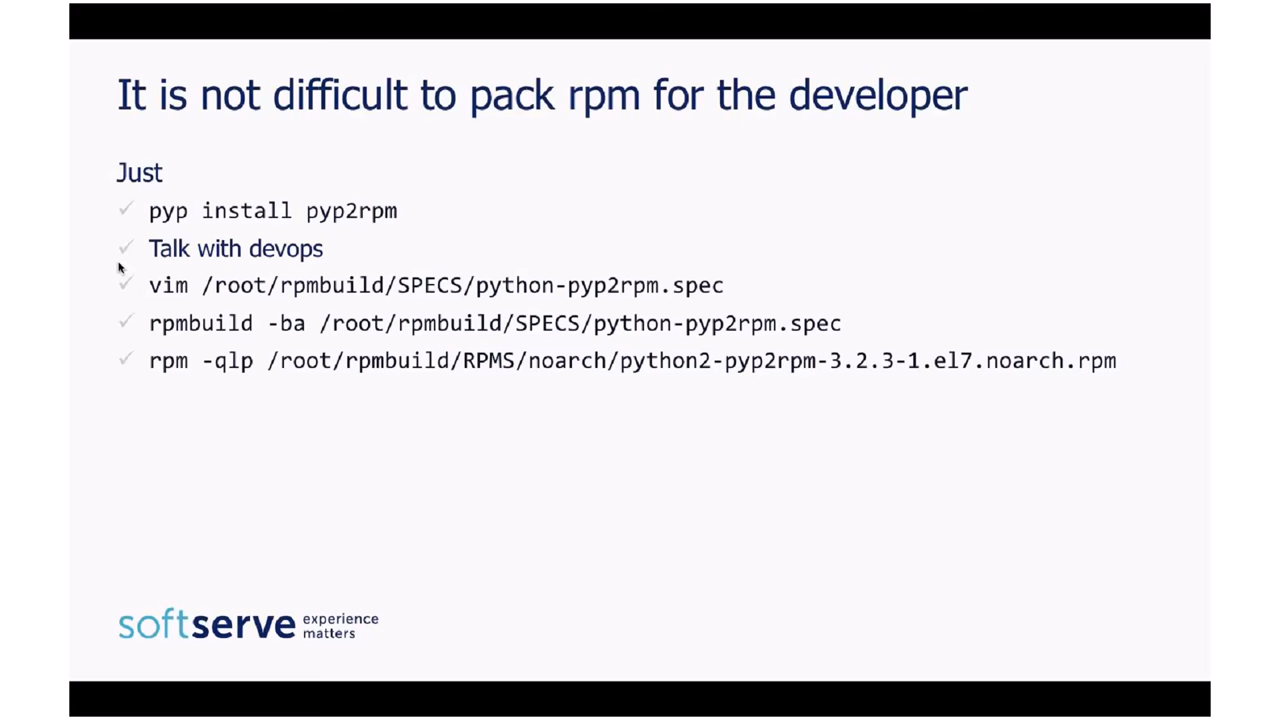 It is not difficult to pack rpm for the developer
Just
pyp install pyp2rpm
Talk with devops
vim /root/rpmbuild/SPECS/python-pyp2rpm.spec
rpmbuild -ba /root/rpmbuild/SPECS/python-pyp2rpm.spec
rpm -qlp /root/rpmbuild/RPMS/noarch/python2-pyp2rpm-3.2.3-1.el7.noarch.rpm
softserve experience
matters